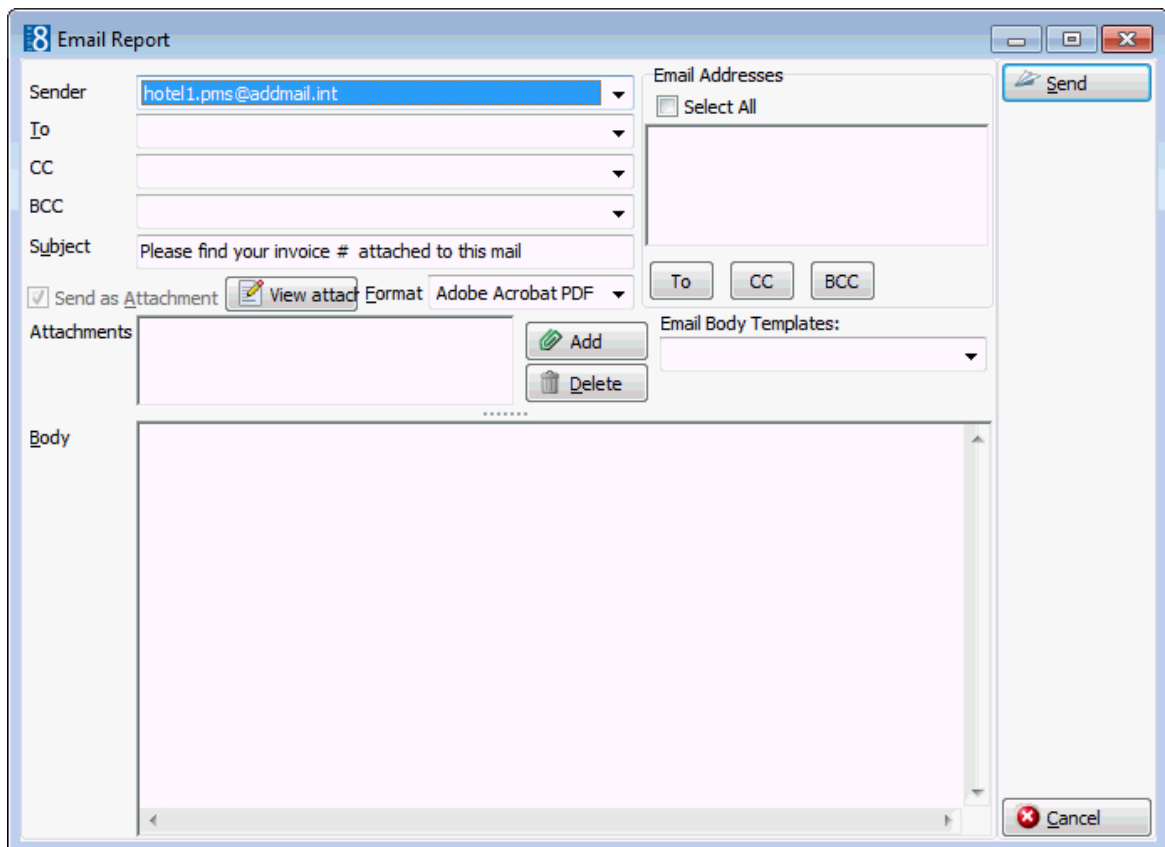 8 Email Report
Sender hotel1.pms@addmail.int
To
CC
BCC
Subject Please find your invoice #  attached to this mail
Send as Attachment View attach Format Adobe Acrobat PDF
Attachments
Add
Delete
Email Addresses
Select All
To CC BCC
Email Body Templates:
Body
Send
Cancel